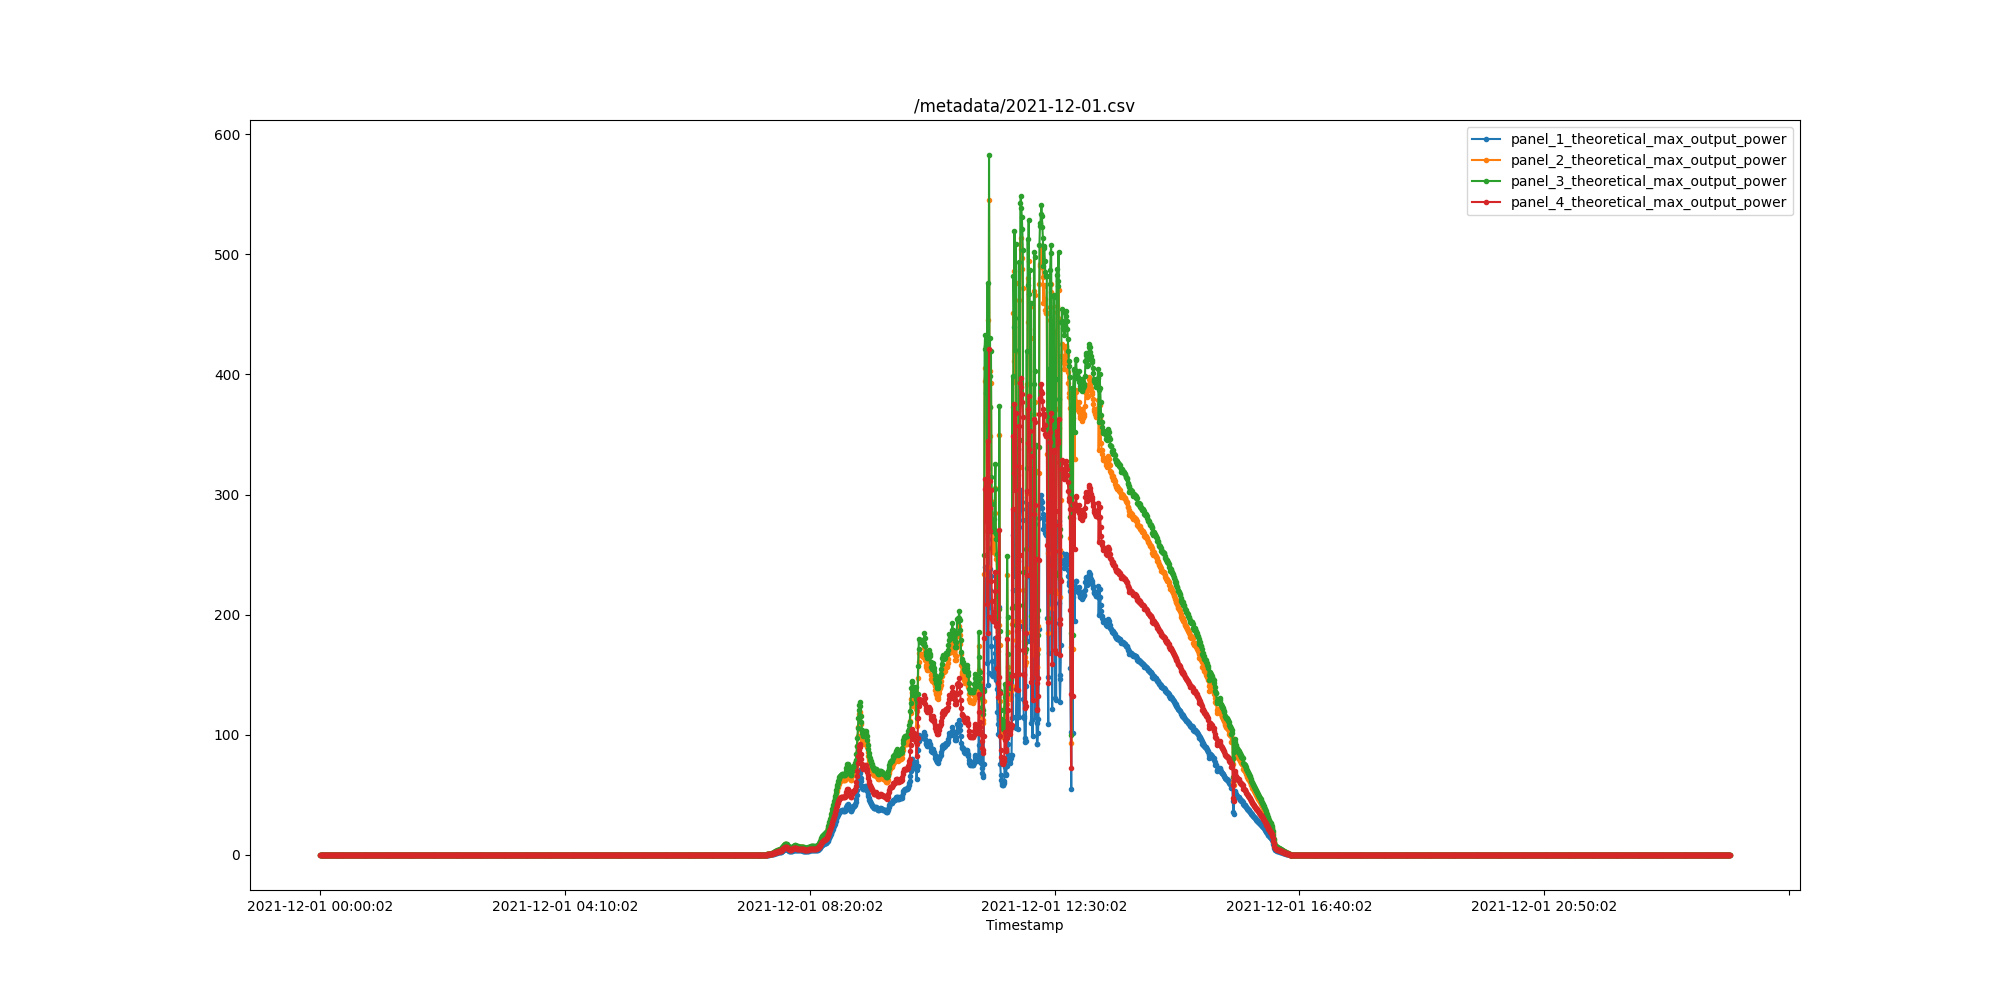 /metadata/2021-12-01.csv
600
500
400
300
200
100
0
panel_1_theoretical_max_output_power
panel_2_theoretical_max_output_power
panel_3_theoretical_max_output_power
panel_4_theoretical_max_output_power
2021-12-01 00:00:02 2021-12-01 04:10:02 2021-12-01 08:20:02 2021-12-01 12:30:02 2021-12-01 16:40:02 2021-12-01 20:50:02
Timestamp